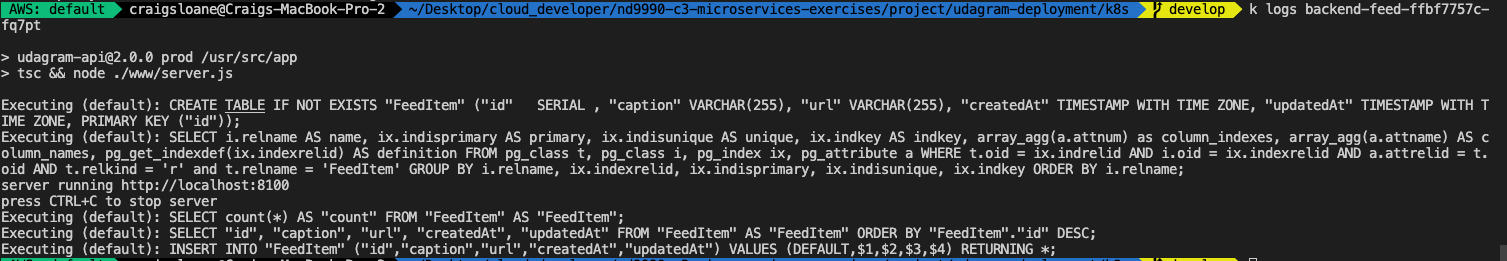 AWS: default craigsloane@Craigs-MacBook-Pro-2 ~/Desktop/cloud_developer/nd9990-c3-microservices-exercises/project/udagram-deployment/k8s develop k logs backend-feed-ffbf7757c-
fq7pt
> udagram-api@2.0.0 prod /usr/src/app
> tsc && node ./www/server.js
Executing (default): CREATE TABLE IF NOT EXISTS "FeedItem" ("id"   SERIAL , "caption" VARCHAR(255), "url" VARCHAR(255), "createdAt" TIMESTAMP WITH TIME ZONE, "updatedAt" TIMESTAMP WITH T
IME ZONE, PRIMARY KEY ("id"));
Executing (default): SELECT i.relname AS name, ix.indisprimary AS primary, ix.indisunique AS unique, ix.indkey AS indkey, array_agg(a.attnum) as column_indexes, array_agg(a.attname) AS c
olumn_names, pg_get_indexdef(ix.indexrelid) AS definition FROM pg_class t, pg_class i, pg_index ix, pg_attribute a WHERE t.oid = ix.indrelid AND i.oid = ix.indexrelid AND a.attrelid = t.
oid AND t.relkind = 'r' and t.relname = 'FeedItem' GROUP BY i.relname, ix.indexrelid, ix.indisprimary, ix.indisunique, ix.indkey ORDER BY i.relname;
server running http://localhost:8100
press CTRL+C to stop server
Executing (default): SELECT count(*) AS "count" FROM "FeedItem" AS "FeedItem";
Executing (default): SELECT "id", "caption", "url", "createdAt", "updatedAt" FROM "FeedItem" AS "FeedItem" ORDER BY "FeedItem"."id" DESC;
Executing (default): INSERT INTO "FeedItem" ("id","caption","url","createdAt","updatedAt") VALUES (DEFAULT,$1,$2,$3,$4) RETURNING *;